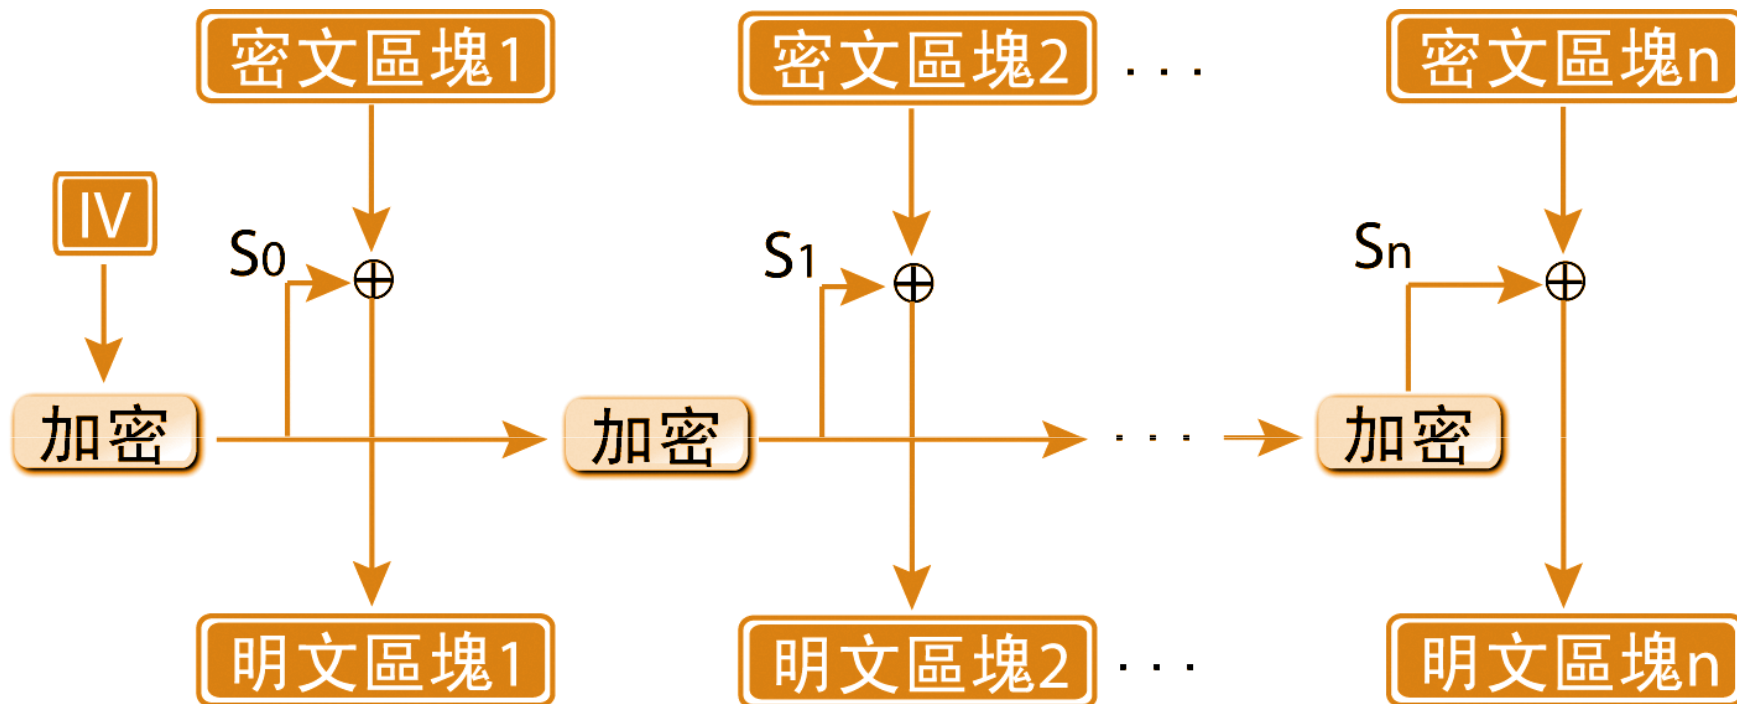 密文區塊1
密文區塊2
. . .
密文區塊n
IV
S0
S1
Sn
加密
加密
. . .
加密
明文區塊1
明文區塊2
. . .
明文區塊n